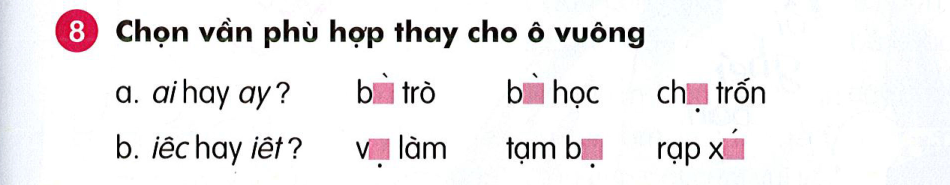 8 Chọn vần phù hợp thay cho ô vuông
a. ai hay ay? b■̀ trò b■̀ học ch■̣ trốn
b. iêc hay iêt? v■̣ làm tạm b■̣ rạp x■́